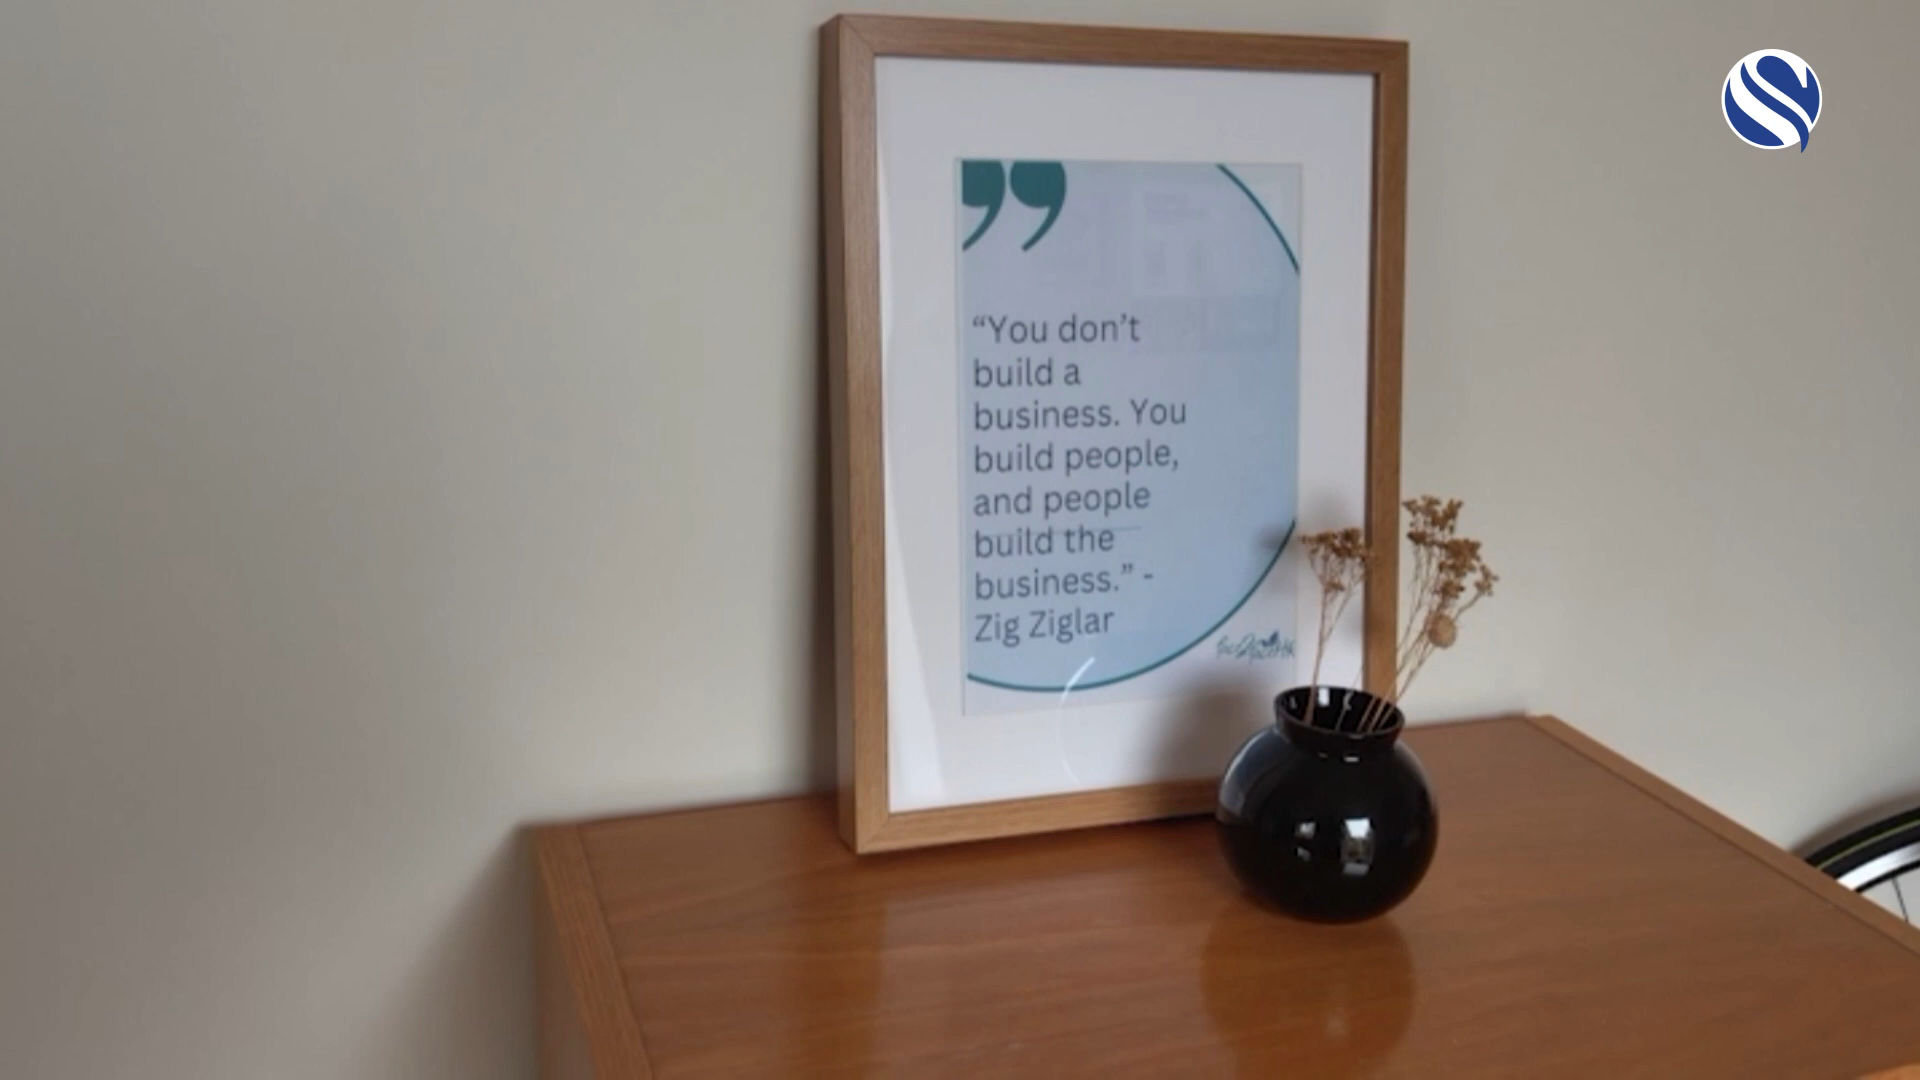 ”
“You don’t
build a
business. You
build people,
and people
build the
business.” -
Zig Ziglar